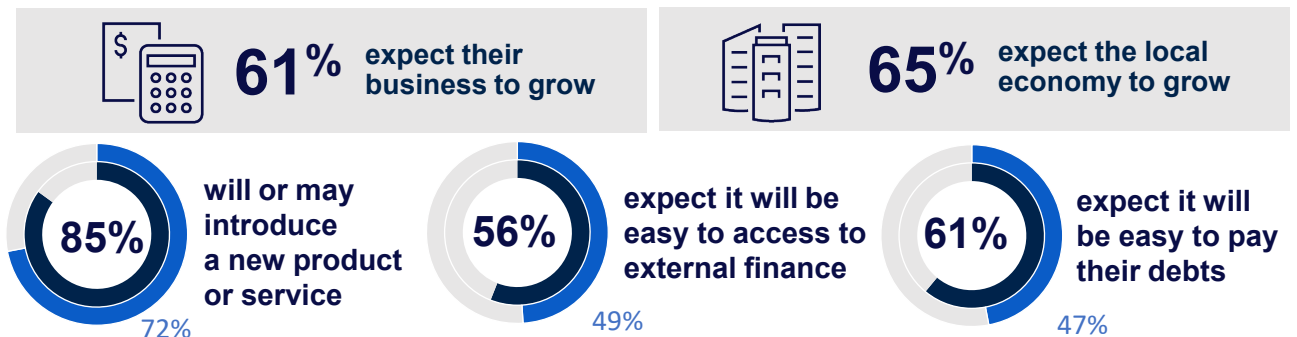 $
61% expect their
business to grow
65% expect the local
economy to grow
85%
will or may
introduce
a new product
or service
72%
56%
expect it will be
easy to access to
external finance
49%
61%
expect it will
be easy to pay
their debts
47%